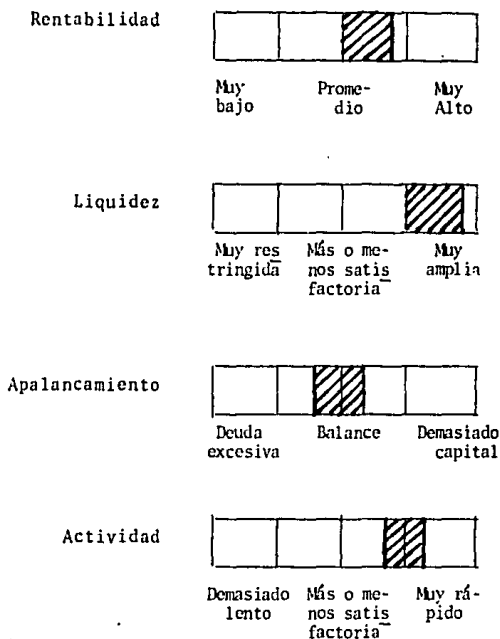 Rentabilidad
Muy Prome- Muy
bajo dio Alto
Liquidez
Muy res Más o me- Muy
tringida nos satis amplia
factoria
Apalancamiento
Deuda Balance Demasiado
excesiva capital
Actividad
Demasiado Más o me- Muy rá-
lento nos satis pido
factoria